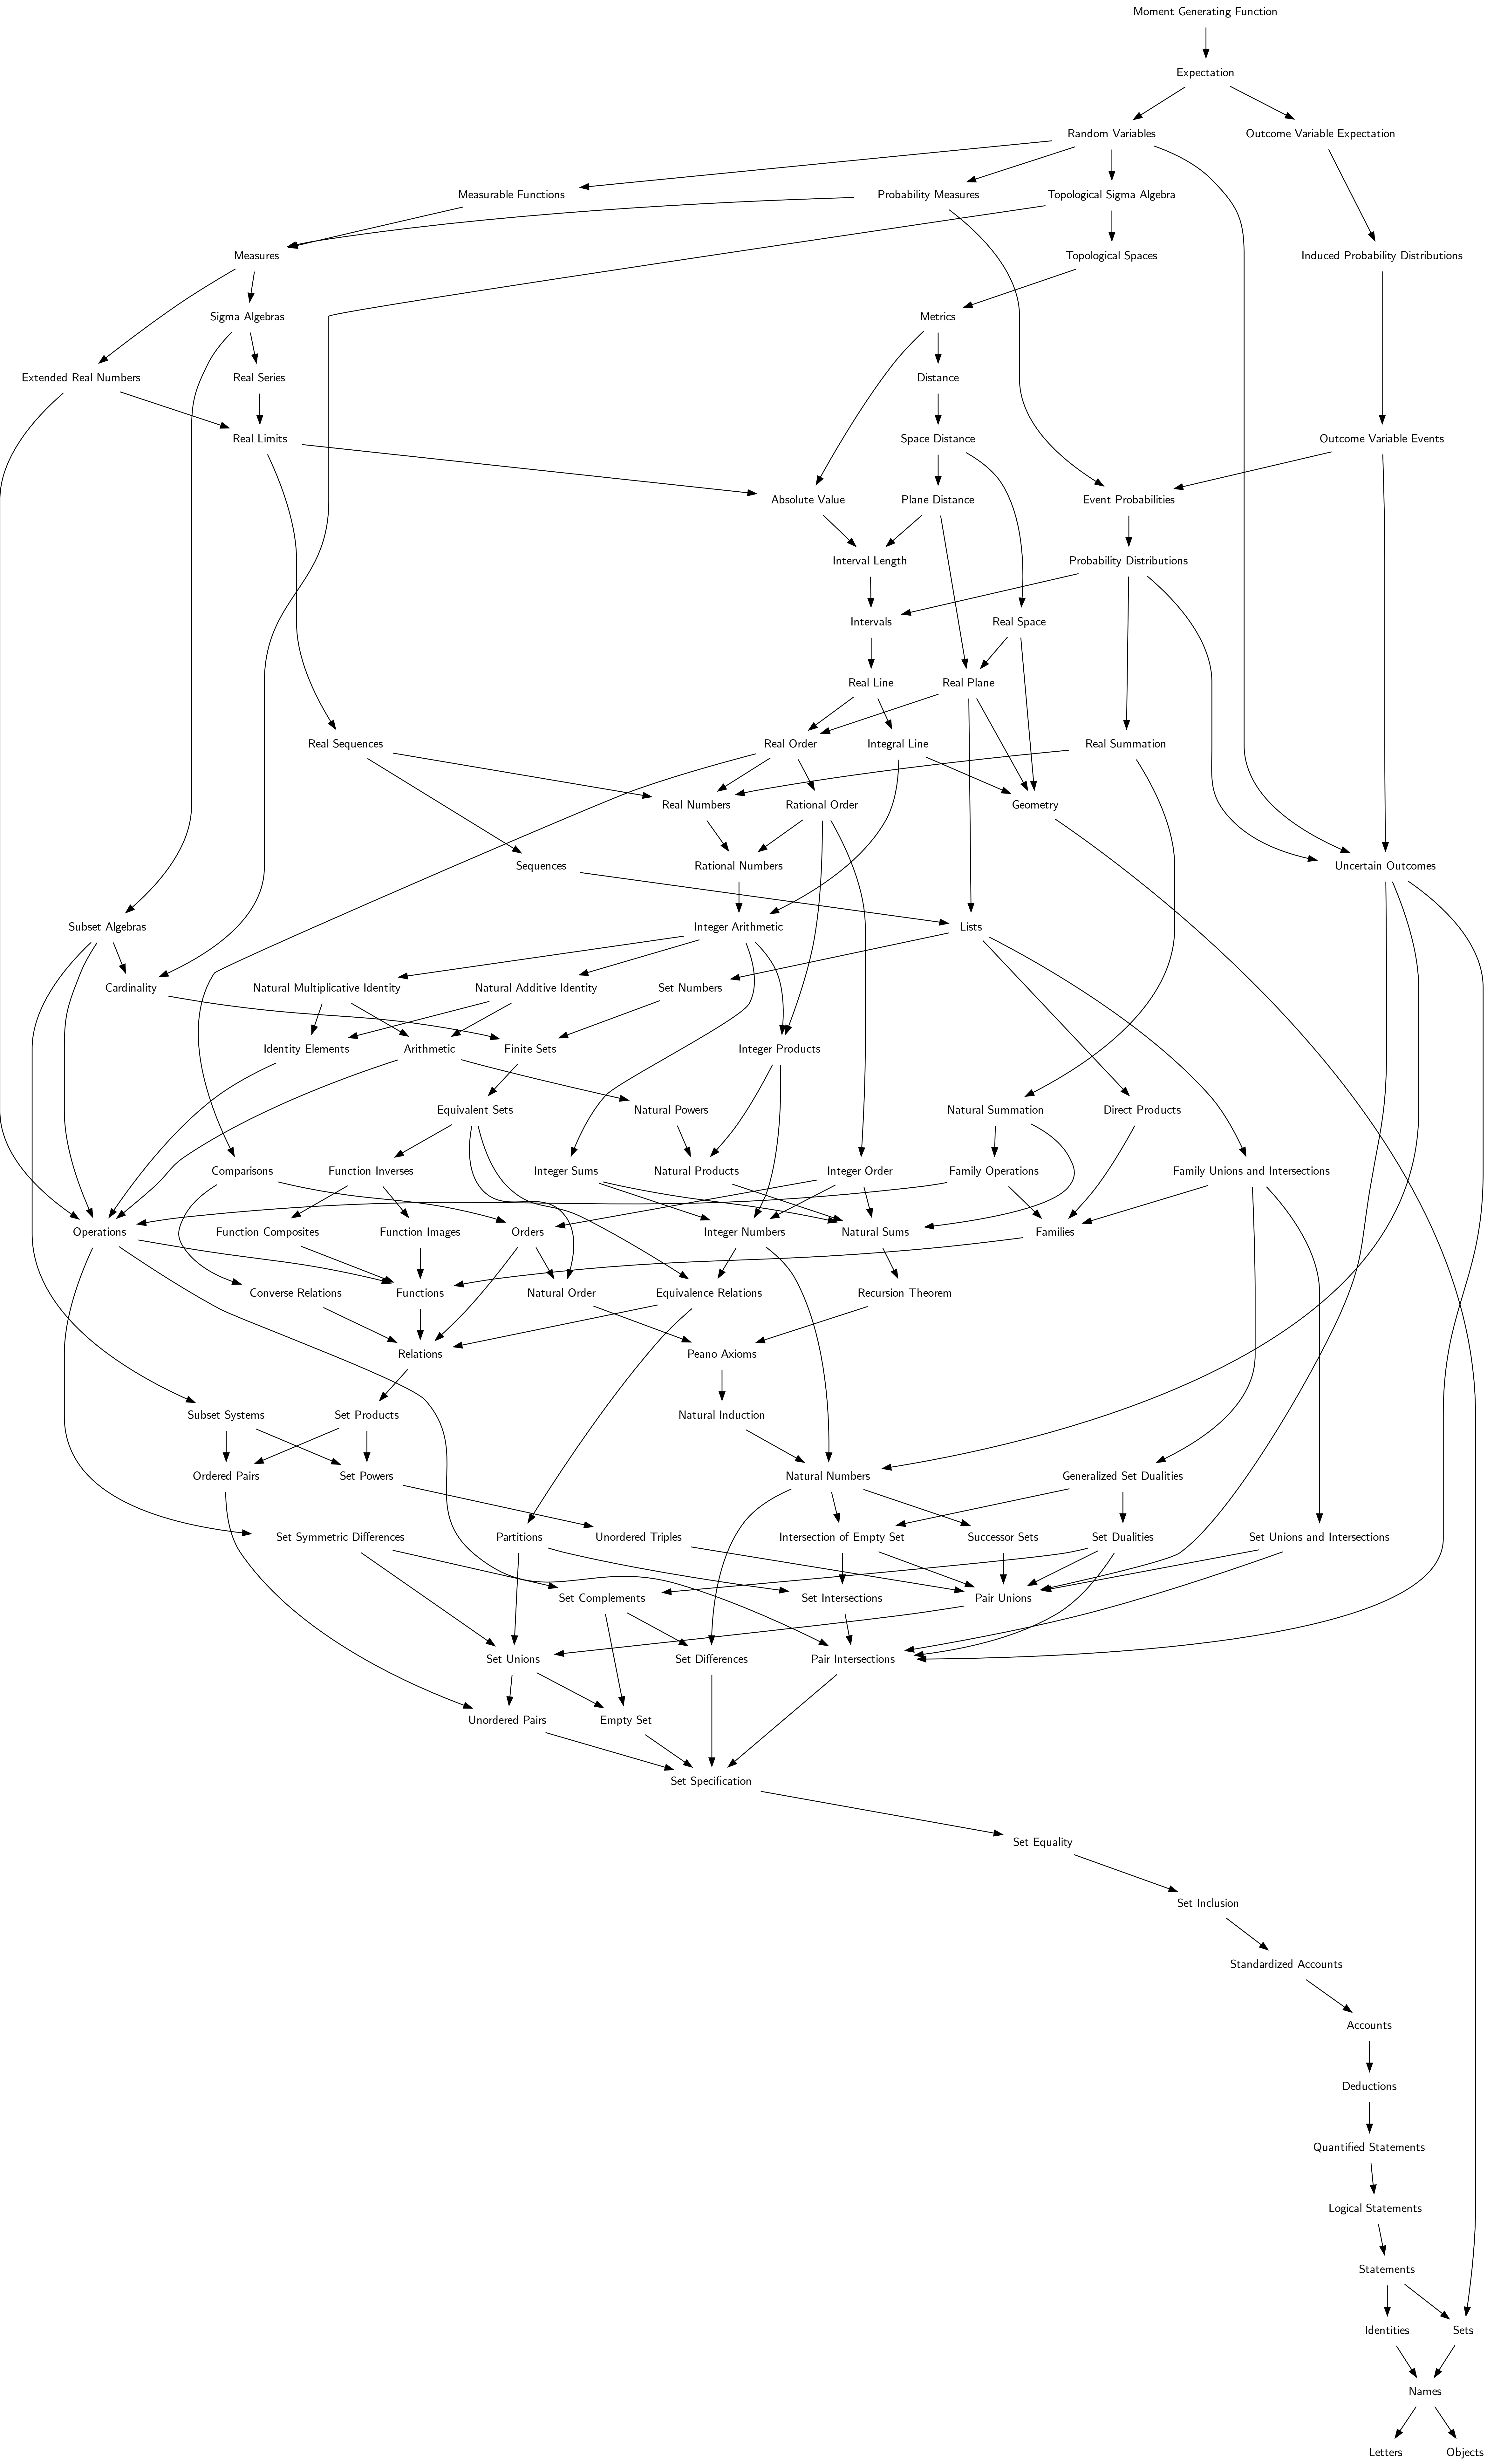 Moment Generating Function
Expectation
Random Variables
Outcome Variable Expectation
Measurable Functions
Probability Measures
Topological Sigma Algebra
Measures
Topological Spaces
Induced Probability Distributions
Sigma Algebras
Metrics
Extended Real Numbers
Real Series
Distance
Real Limits
Space Distance
Outcome Variable Events
Absolute Value
Plane Distance
Event Probabilities
Interval Length
Probability Distributions
Intervals
Real Space
Real Line
Real Plane
Real Sequences
Real Order
Integral Line
Real Summation
Real Numbers
Rational Order
Geometry
Sequences
Rational Numbers
Uncertain Outcomes
Subset Algebras
Integer Arithmetic
Lists
Cardinality
Natural Multiplicative Identity
Natural Additive Identity
Set Numbers
Identity Elements
Arithmetic
Finite Sets
Integer Products
Equivalent Sets
Natural Powers
Natural Summation
Direct Products
Comparisons
Function Inverses
Integer Sums
Natural Products
Integer Order
Family Operations
Family Unions and Intersections
Operations
Function Composites
Function Images
Orders
Integer Numbers
Natural Sums
Families
Converse Relations
Functions
Natural Order
Equivalence Relations
Recursion Theorem
Relations
Peano Axioms
Subset Systems
Set Products
Natural Induction
Ordered Pairs
Set Powers
Natural Numbers
Generalized Set Dualities
Set Symmetric Differences
Partitions
Unordered Triples
Intersection of Empty Set
Successor Sets
Set Dualities
Set Unions and Intersections
Set Complements
Set Intersections
Pair Unions
Set Unions
Set Differences
Pair Intersections
Unordered Pairs
Empty Set
Set Specification
Set Equality
Set Inclusion
Standardized Accounts
Accounts
Deductions
Quantified Statements
Logical Statements
Statements
Identities
Sets
Names
Letters
Objects